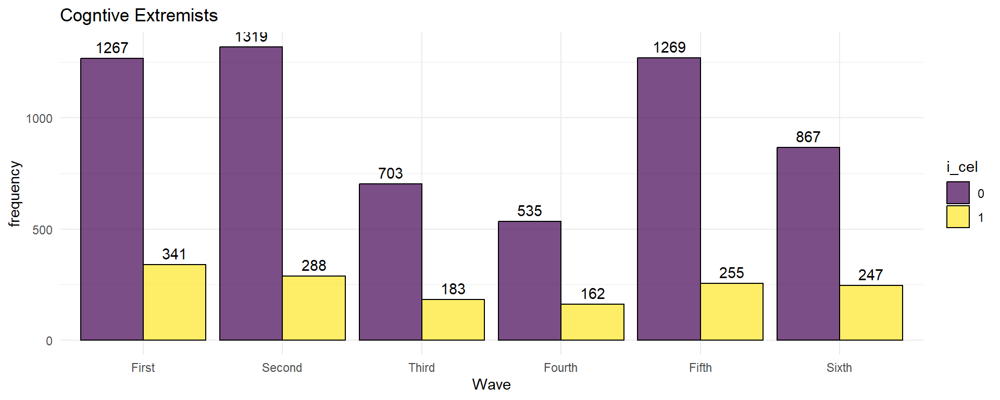 Cogntive Extremists
1267
1319
703
535
1269
867
341
288
183
162
255
247
1000
500
0
frequency
First
Second
Third
Fourth
Fifth
Sixth
Wave
i_cel
0
1